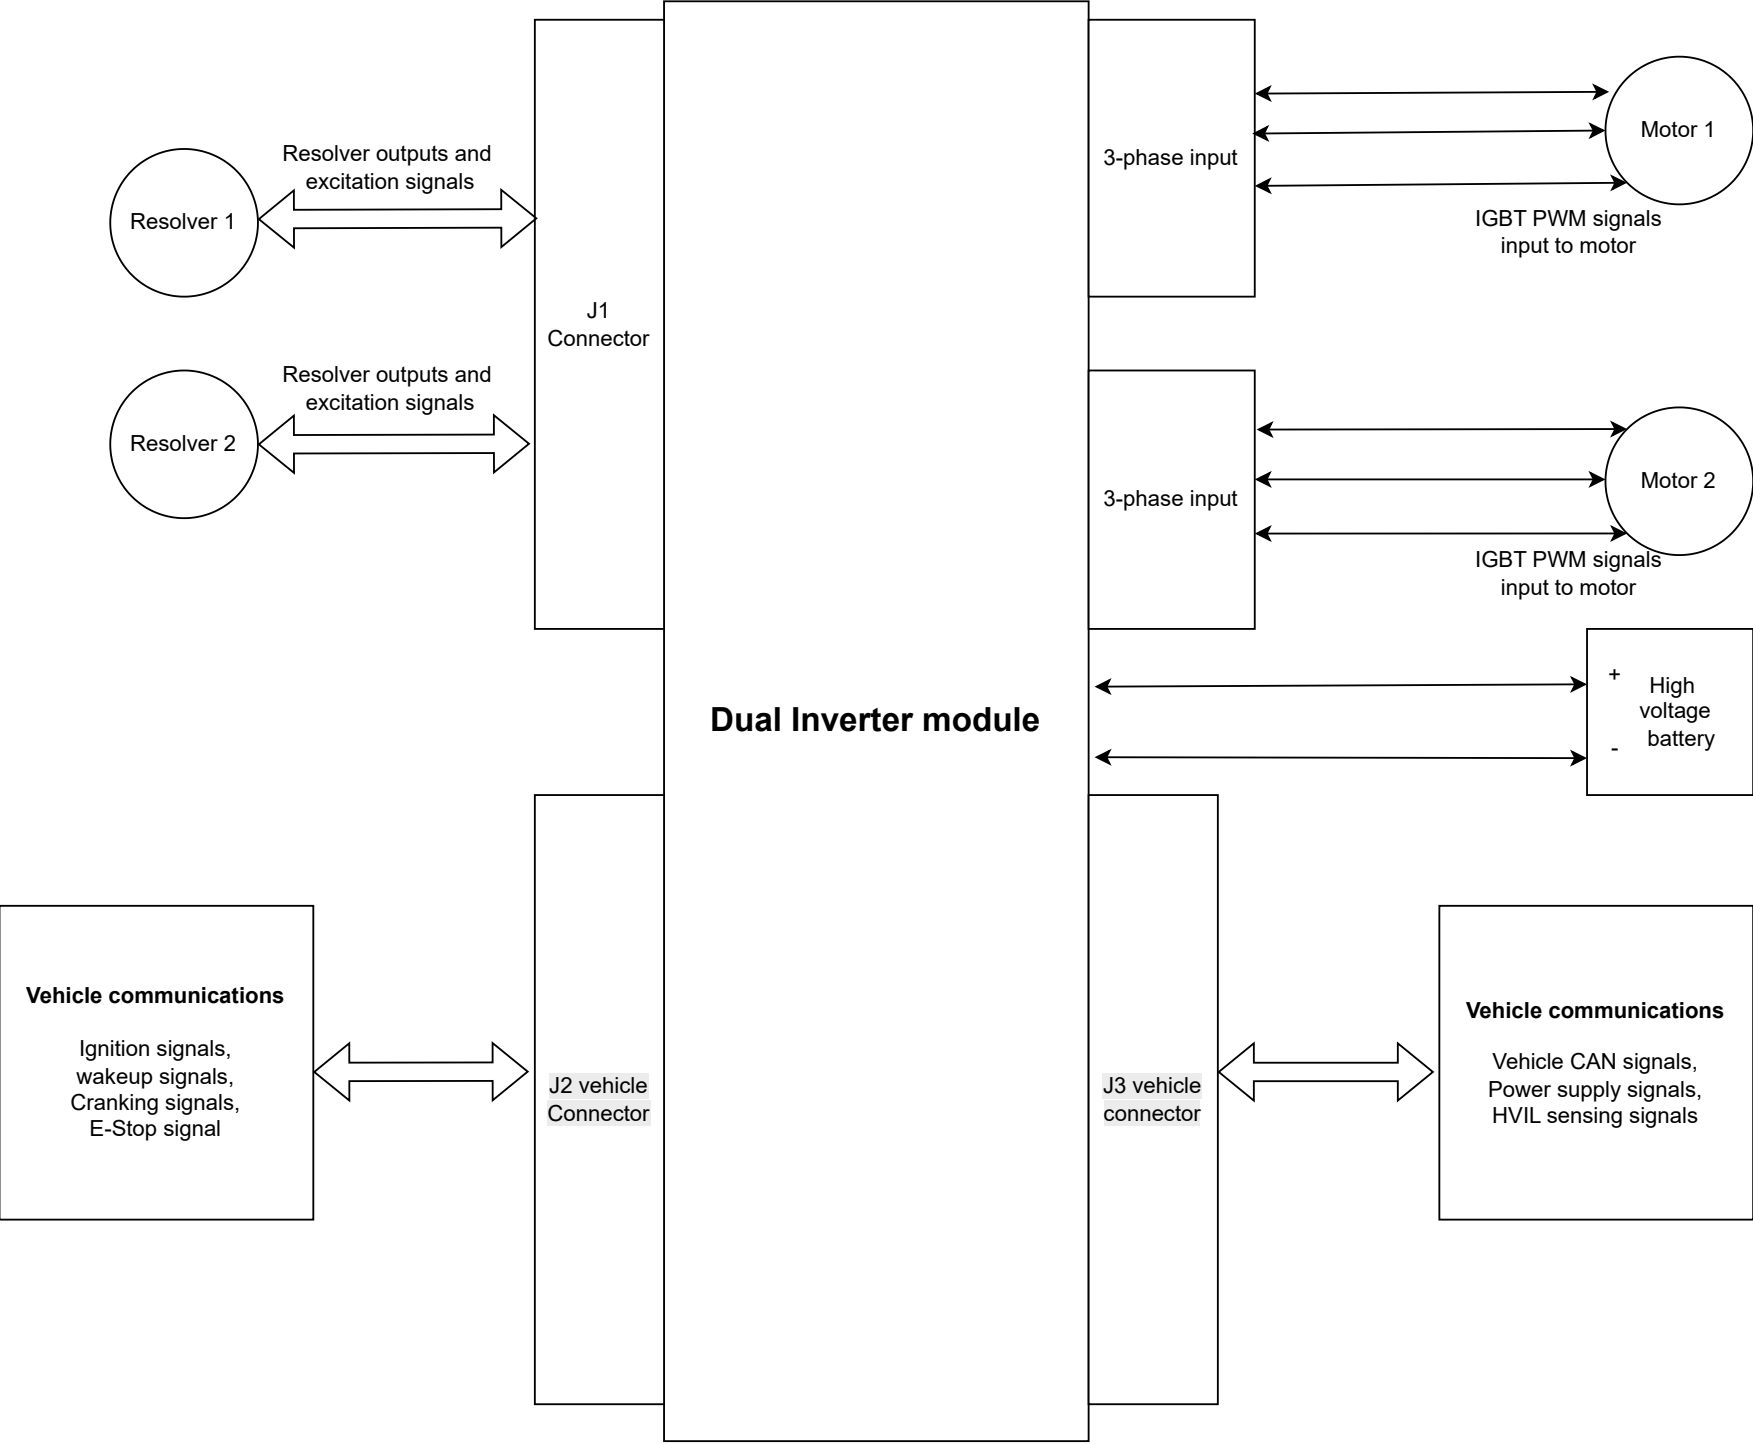 Resolver outputs and
excitation signals
Resolver 1
Resolver outputs and
excitation signals
Resolver 2
J1
Connector
3-phase input
Motor 1
IGBT PWM signals
input to motor
3-phase input
Motor 2
IGBT PWM signals
input to motor
Dual Inverter module
+
-
High
voltage
battery
Vehicle communications
Ignition signals,
wakeup signals,
Cranking signals,
E-Stop signal
J2 vehicle
Connector
J3 vehicle
connector
Vehicle communications
Vehicle CAN signals,
Power supply signals,
HVIL sensing signals